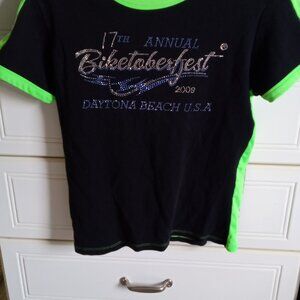 17TH ANNUAL
Biketoberfest ®
2009
DAYTONA BEACH U.S.A